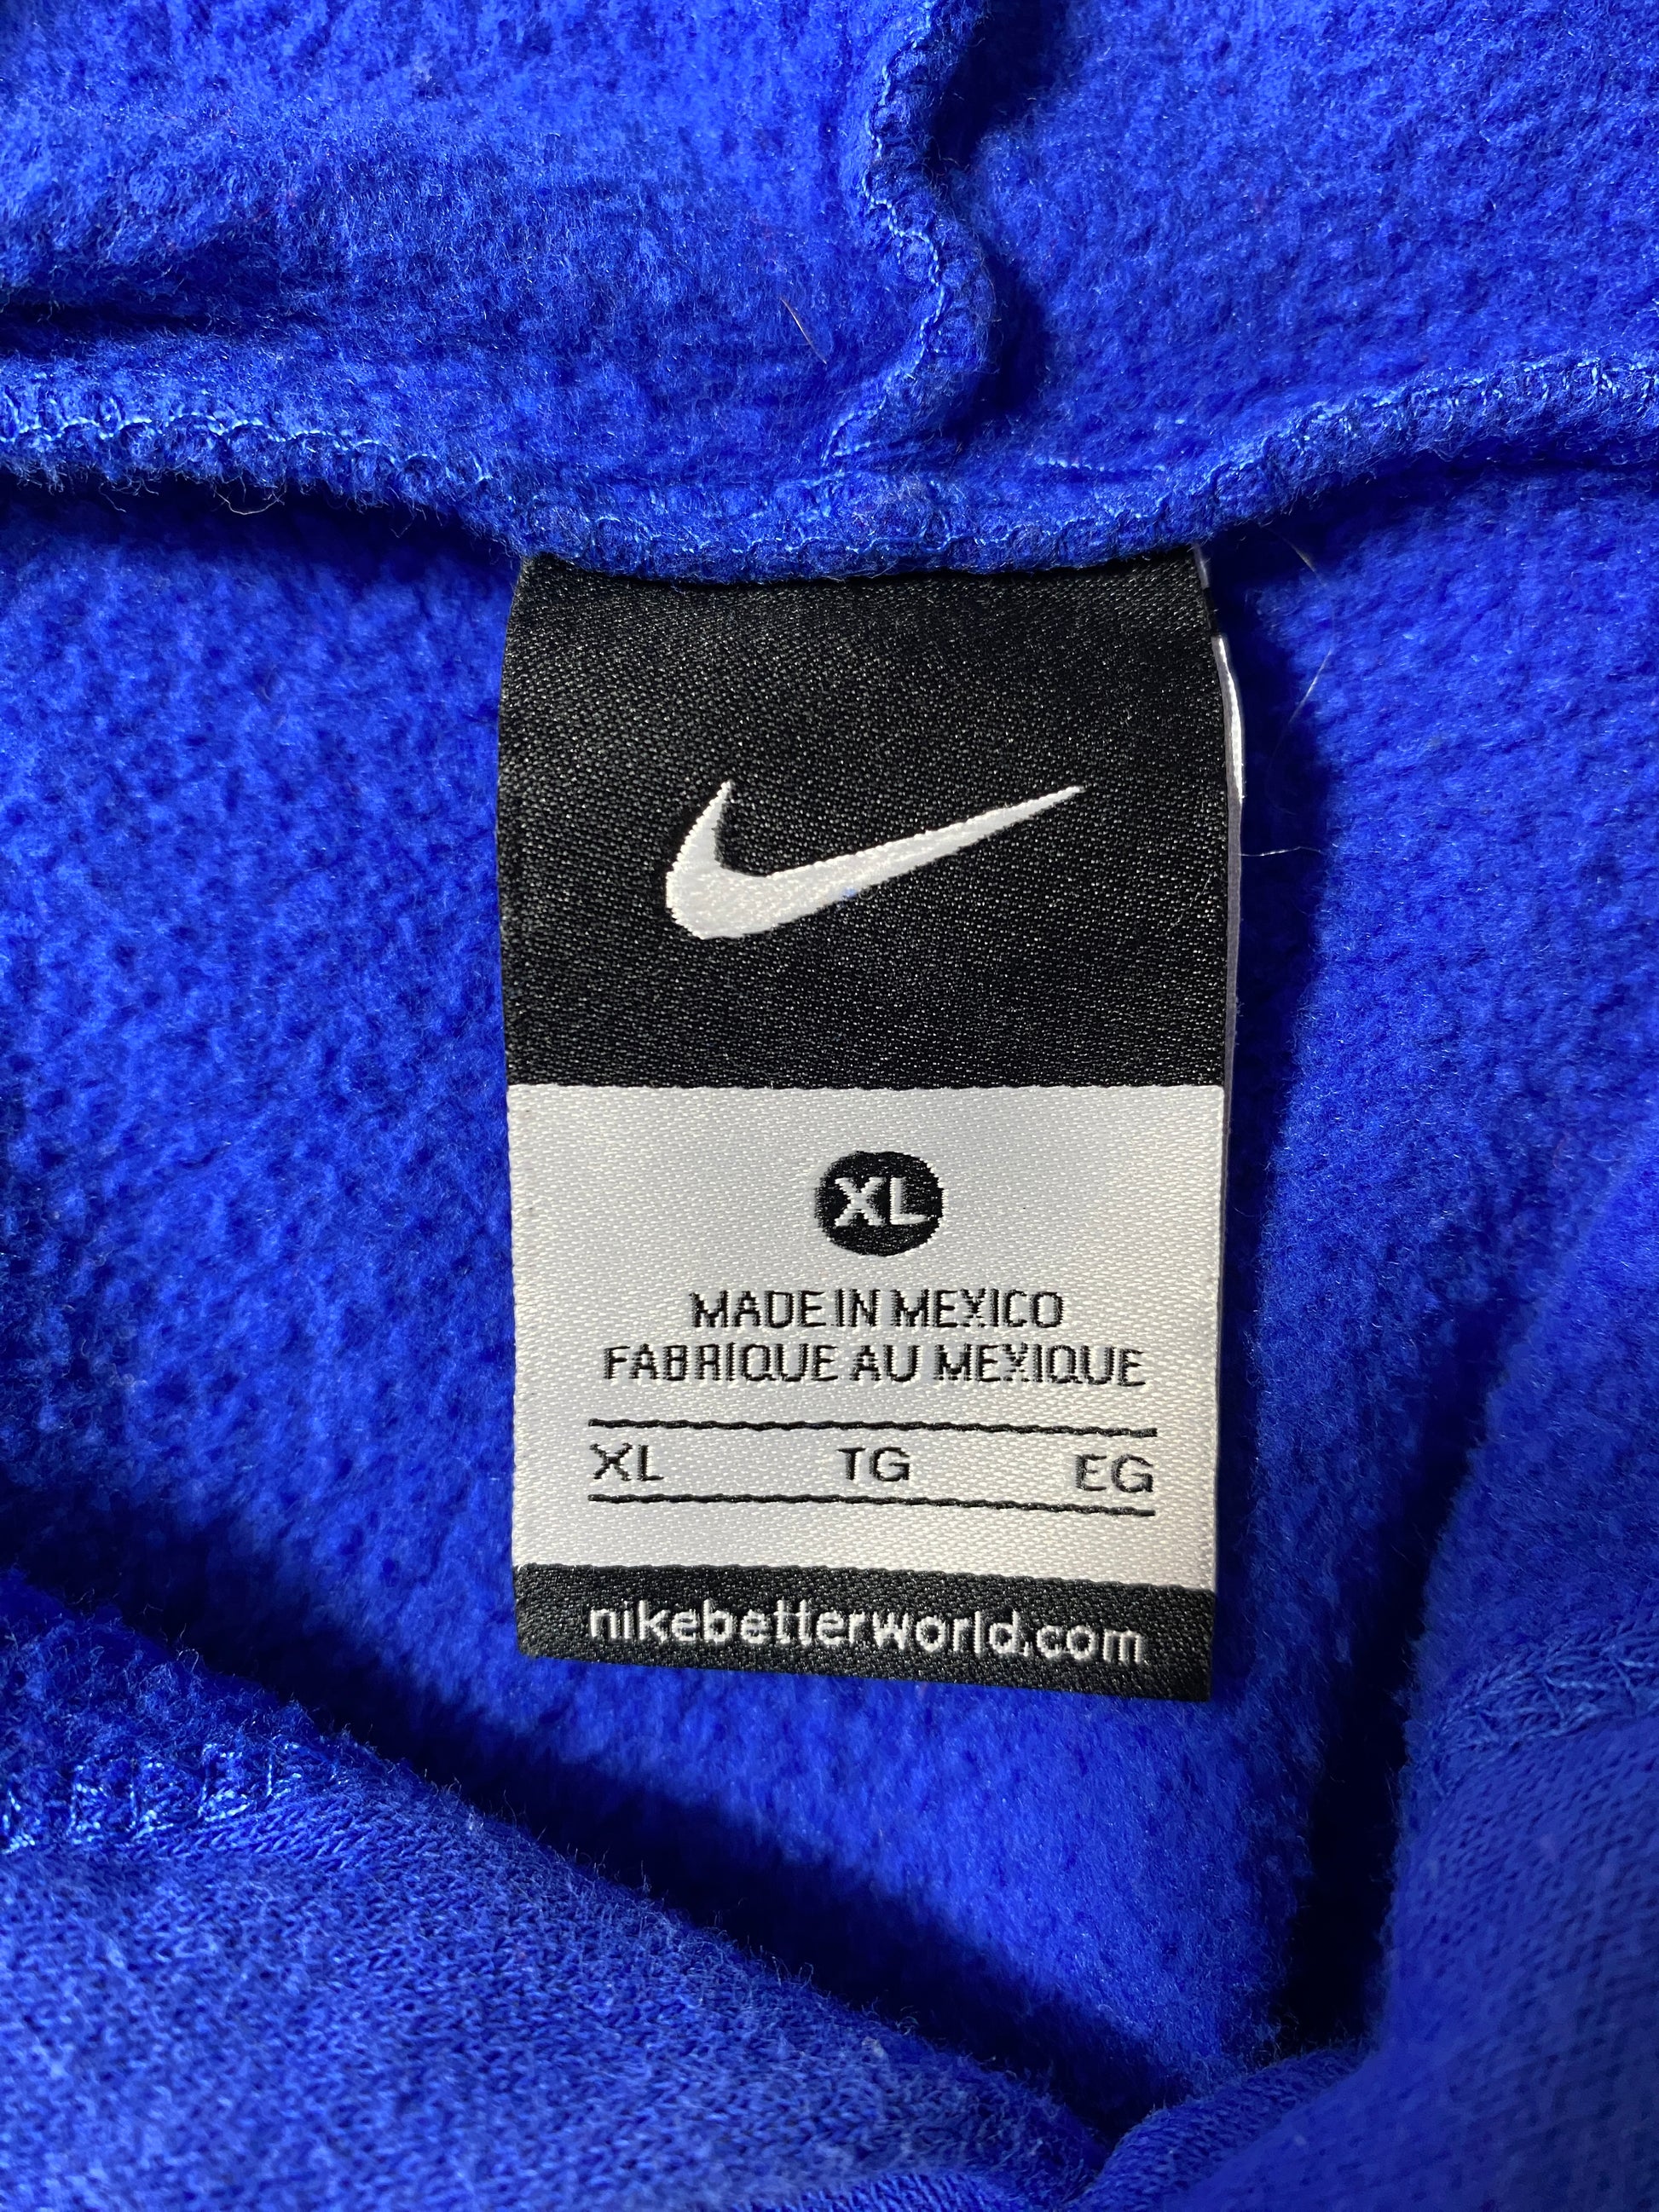 XL
MADE IN MEXICO
FABRIQUE AU MEXIQUE
XL TG EG
nikebetterworld.com